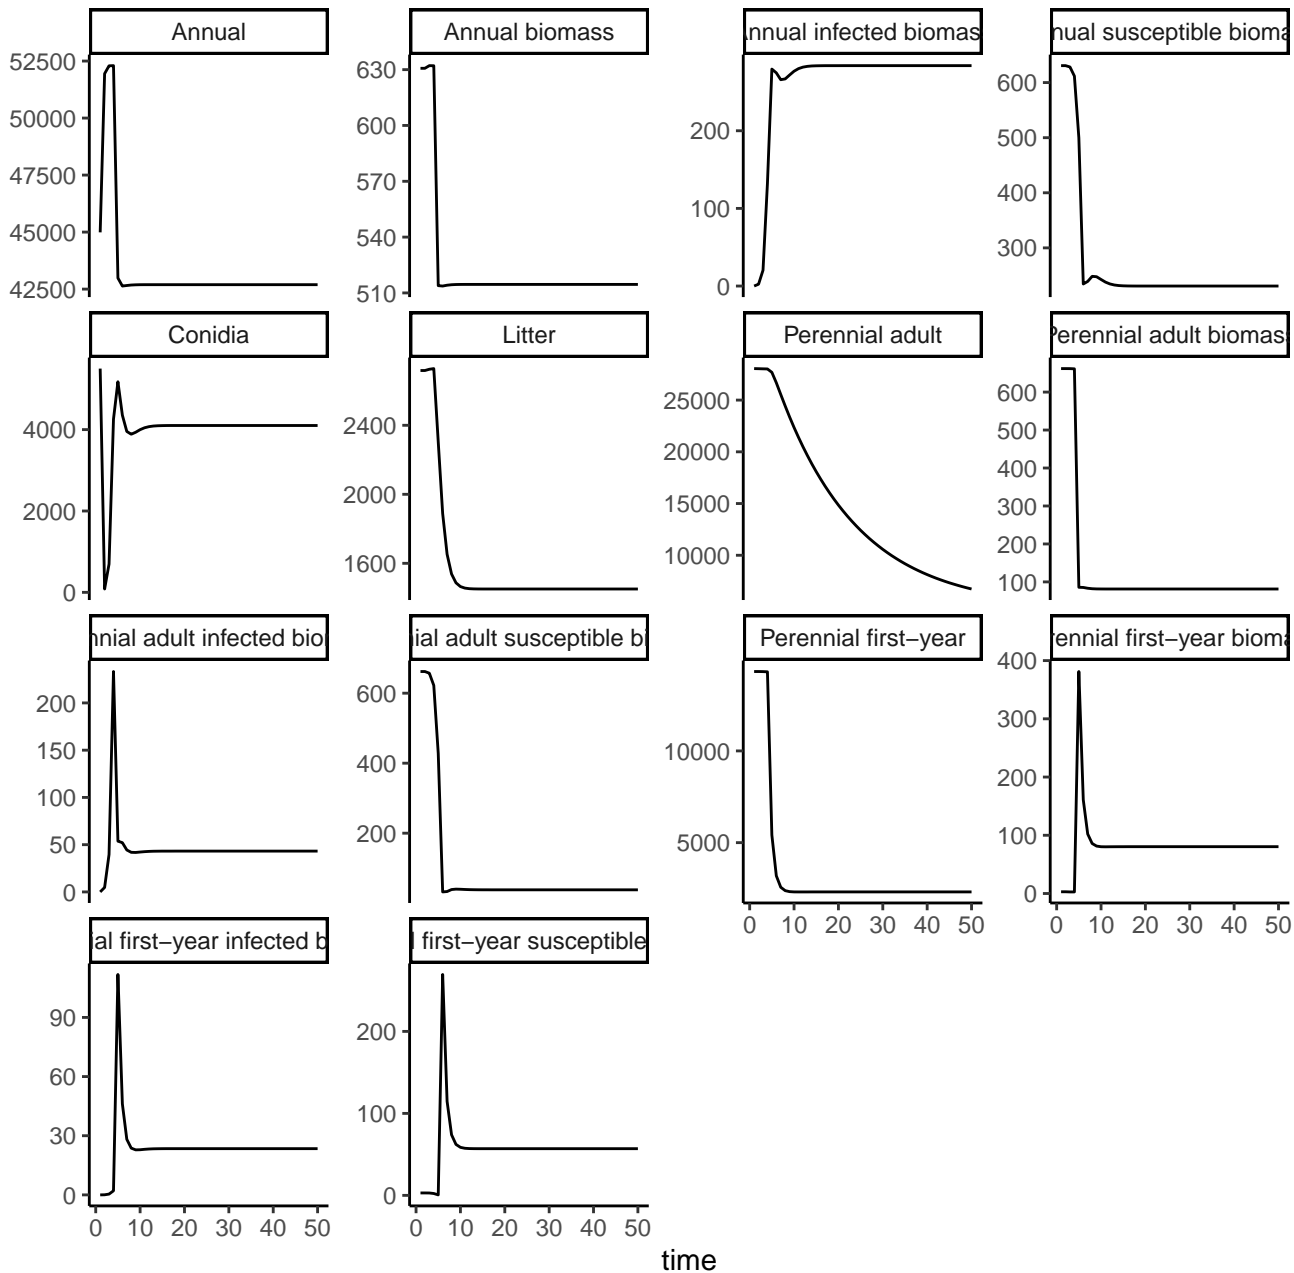 Annual
Annual biomass
Annual infected biomas
nual susceptible bioma
52500
50000
47500
45000
42500
630
600
570
540
510
200
100
0
600
500
400
300
Conidia
Litter
Perennial adult
Perennial adult biomas
4000
2000
0
2400
2000
1600
25000
20000
15000
10000
600
500
400
300
200
100
nnial adult infected bio
ial adult susceptible bi
Perennial first−year
rennial first−year bioma
200
150
100
50
0
600
400
200
10000
5000
400
300
200
100
0
0 10 20 30 40 50
0 10 20 30 40 50
ial first−year infected b
l first−year susceptible
90
60
30
0
200
100
0
0 10 20 30 40 50
0 10 20 30 40 50
time